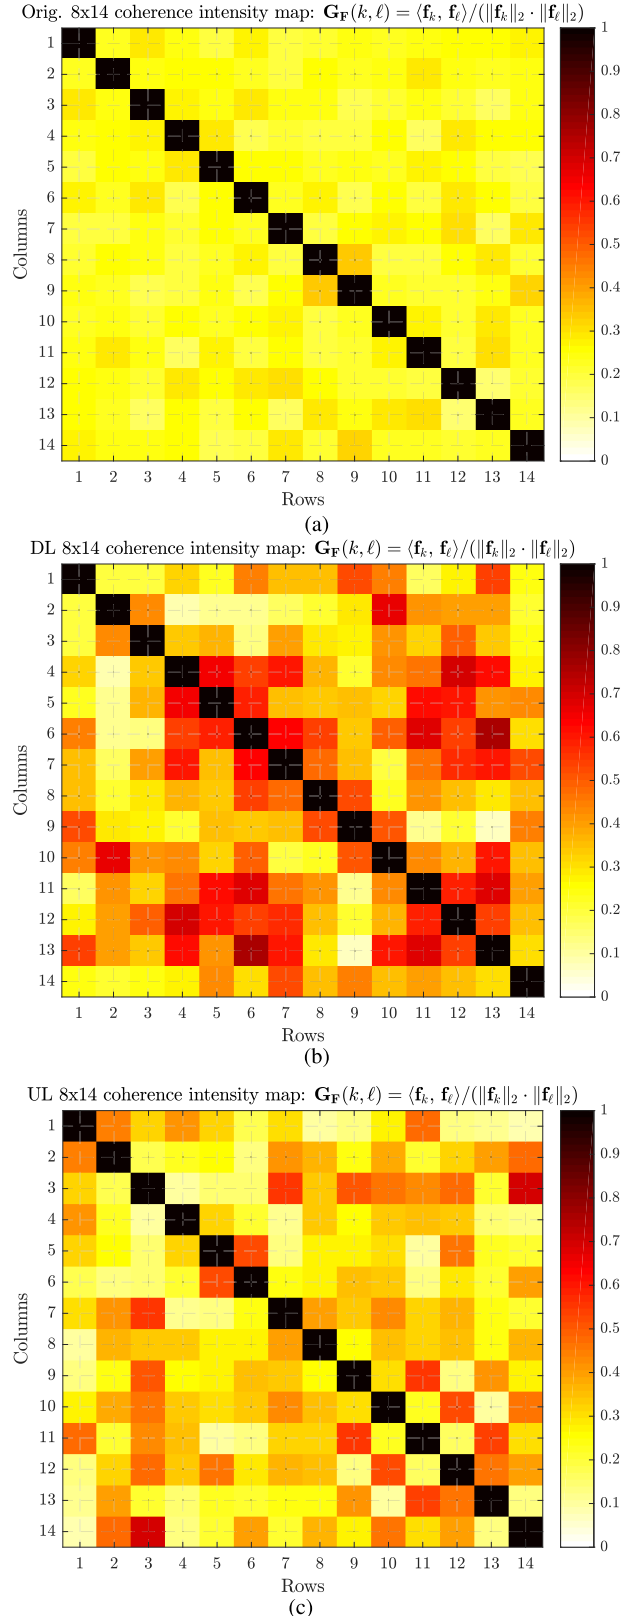 Orig. 8x14 coherence intensity map: G_F(k, ℓ) = ⟨f_k, f_ℓ⟩/(‖f_k‖₂ · ‖f_ℓ‖₂)
1 2 3 4 5 6 7 8 9 10 11 12 13 14
Columns
1 2 3 4 5 6 7 8 9 10 11 12 13 14
Rows
1 0.9 0.8 0.7 0.6 0.5 0.4 0.3 0.2 0.1 0
(a)
DL 8x14 coherence intensity map: G_F(k, ℓ) = ⟨f_k, f_ℓ⟩/(‖f_k‖₂ · ‖f_ℓ‖₂)
1 2 3 4 5 6 7 8 9 10 11 12 13 14
Columns
1 2 3 4 5 6 7 8 9 10 11 12 13 14
Rows
1 0.9 0.8 0.7 0.6 0.5 0.4 0.3 0.2 0.1 0
(b)
UL 8x14 coherence intensity map: G_F(k, ℓ) = ⟨f_k, f_ℓ⟩/(‖f_k‖₂ · ‖f_ℓ‖₂)
1 2 3 4 5 6 7 8 9 10 11 12 13 14
Columns
1 2 3 4 5 6 7 8 9 10 11 12 13 14
Rows
1 0.9 0.8 0.7 0.6 0.5 0.4 0.3 0.2 0.1 0
(c)